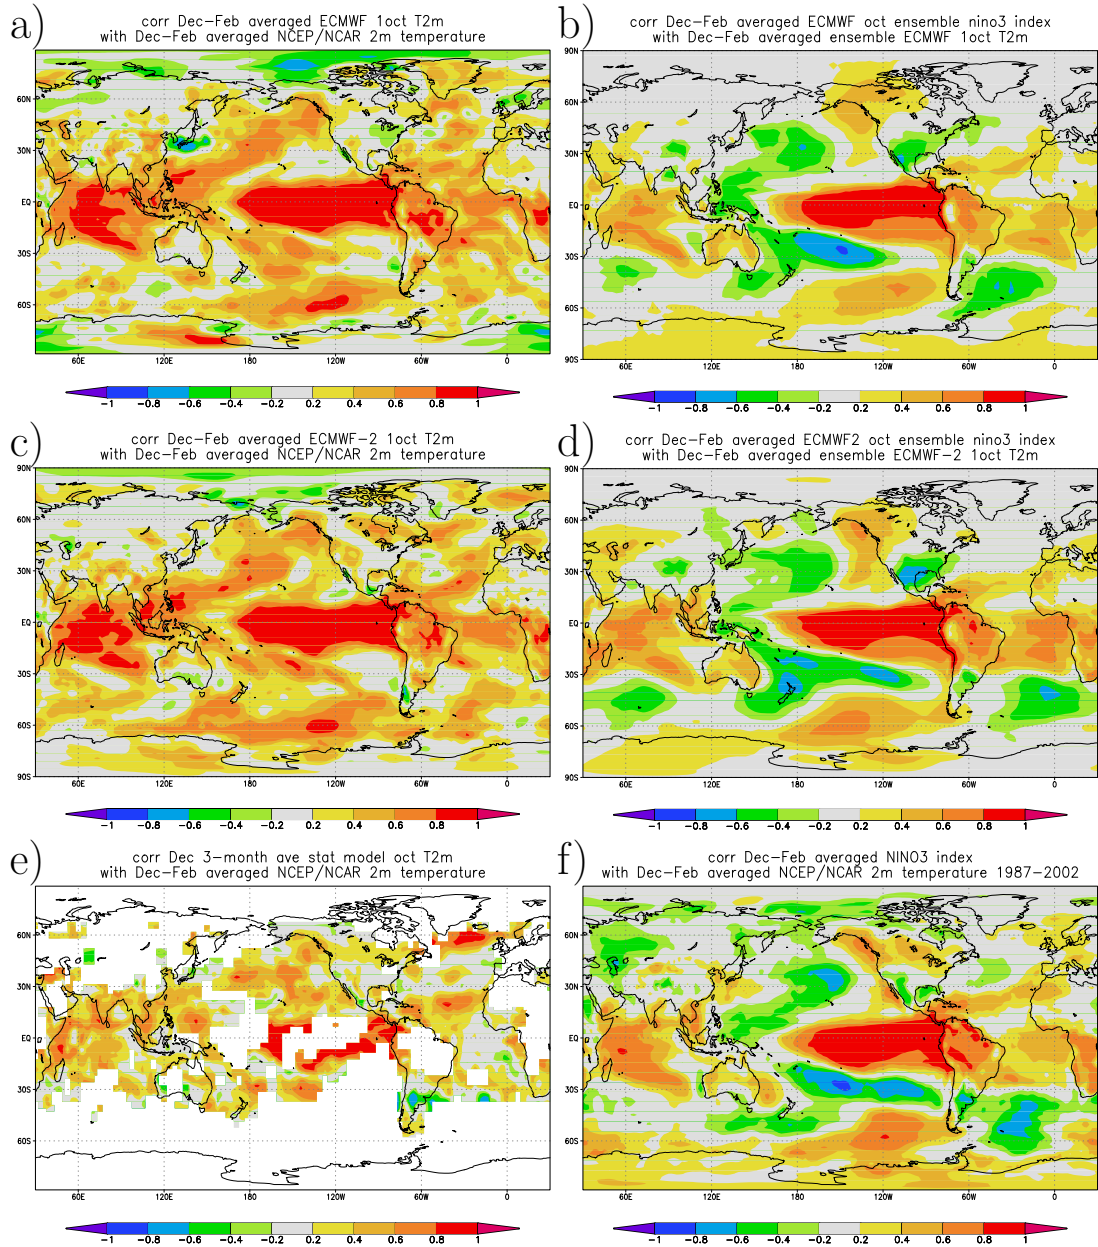 a)
corr Dec-Feb averaged ECMWF 1oct T2m
with Dec-Feb averaged NCEP/NCAR 2m temperature
60N
30N
EQ
30S
60S
60E 120E 180 120W 60W 0
-1 -0.8 -0.6 -0.4 -0.2 0.2 0.4 0.6 0.8 1
b)
corr Dec-Feb averaged ECMWF oct ensemble nino3 index
with Dec-Feb averaged ensemble ECMWF 1oct T2m
90N
60N
30N
EQ
30S
60S
90S
60E 120E 180 120W 60W 0
-1 -0.8 -0.6 -0.4 -0.2 0.2 0.4 0.6 0.8 1
c)
corr Dec-Feb averaged ECMWF-2 1oct T2m
with Dec-Feb averaged NCEP/NCAR 2m temperature
90N
60N
30N
EQ
30S
60S
90S
60E 120E 180 120W 60W 0
-1 -0.8 -0.6 -0.4 -0.2 0.2 0.4 0.6 0.8 1
d)
corr Dec-Feb averaged ECMWF2 oct ensemble nino3 index
with Dec-Feb averaged ensemble ECMWF-2 1oct T2m
90N
60N
30N
EQ
30S
60S
90S
60E 120E 180 120W 60W 0
-1 -0.8 -0.6 -0.4 -0.2 0.2 0.4 0.6 0.8 1
e)
corr Dec 3-month ave stat model oct T2m
with Dec-Feb averaged NCEP/NCAR 2m temperature
60N
30N
EQ
30S
60S
60E 120E 180 120W 60W 0
-1 -0.8 -0.6 -0.4 -0.2 0.2 0.4 0.6 0.8 1
f)
corr Dec-Feb averaged NINO3 index
with Dec-Feb averaged NCEP/NCAR 2m temperature 1987-2002
60N
30N
EQ
30S
60S
60E 120E 180 120W 60W 0
-1 -0.8 -0.6 -0.4 -0.2 0.2 0.4 0.6 0.8 1